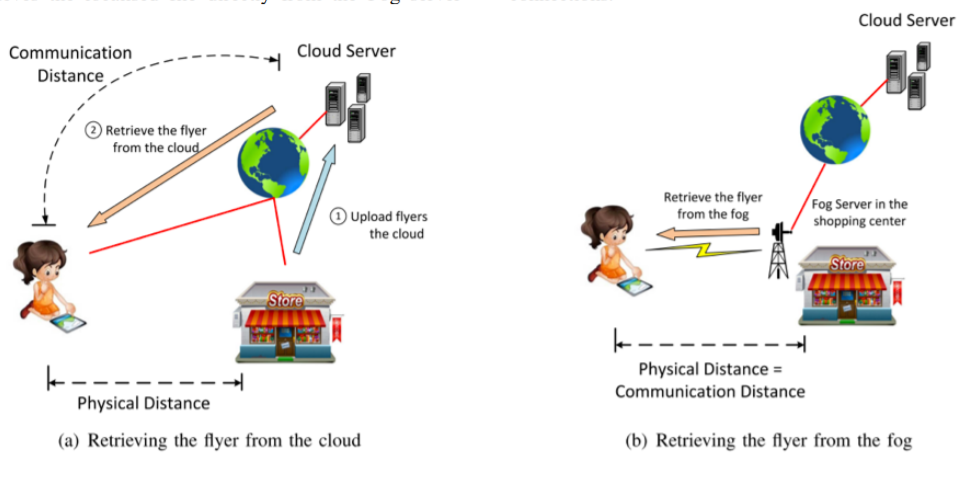 Communication
Distance
Cloud Server
② Retrieve the flyer
from the cloud
① Upload flyers
the cloud
Store
Physical Distance
(a) Retrieving the flyer from the cloud
Cloud Server
Retrieve the flyer
from the fog
Fog Server in the
shopping center
Store
Physical Distance =
Communication Distance
(b) Retrieving the flyer from the fog